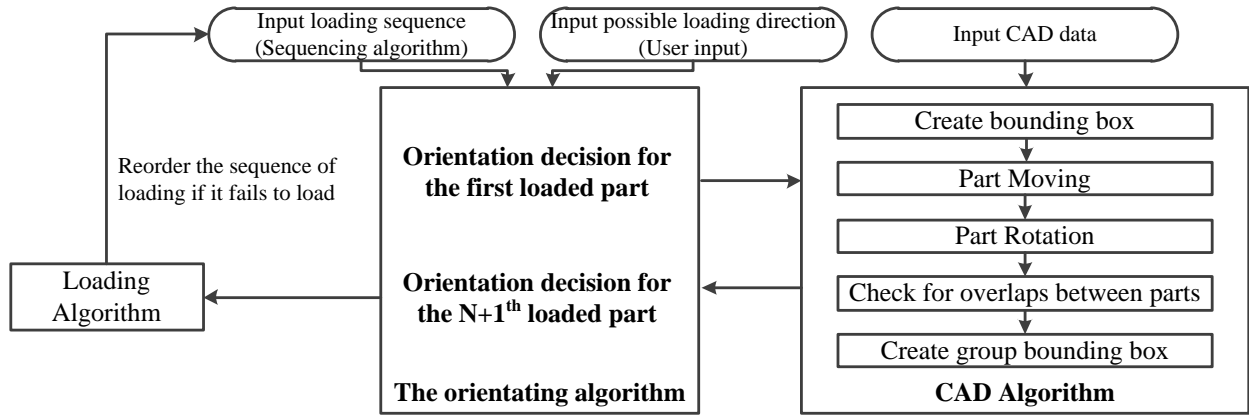 Input loading sequence
(Sequencing algorithm)
Input possible loading direction
(User input)
Input CAD data
Reorder the sequence of
loading if it fails to load
Loading
Algorithm
Orientation decision for
the first loaded part
Orientation decision for
the N+1th loaded part
The orientating algorithm
Create bounding box
Part Moving
Part Rotation
Check for overlaps between parts
Create group bounding box
CAD Algorithm